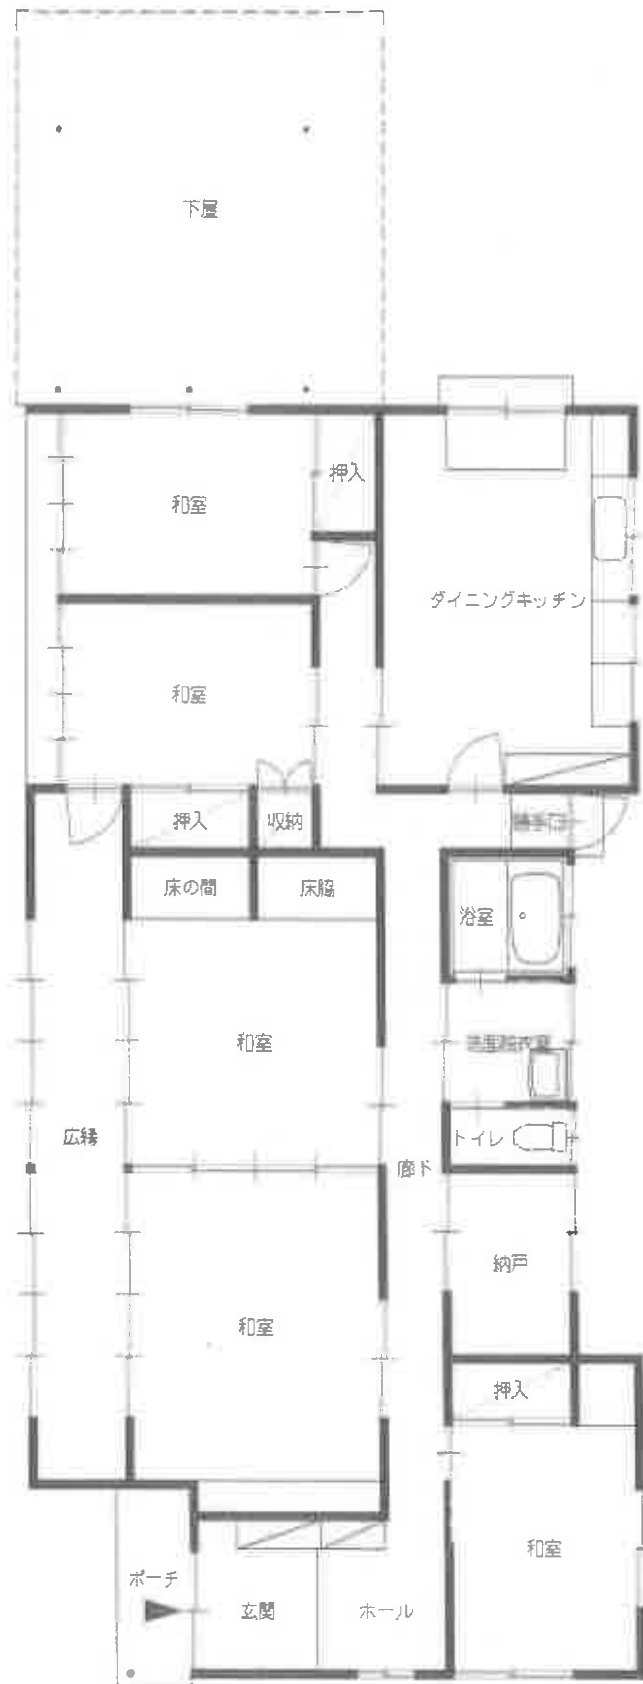 下屋
押入
和室
ダイニングキッチン
和室
押入
収納
勝手口
床の間
床脇
浴室
和室
洗面脱衣室
広縁
トイレ
廊下
納戸
和室
押入
和室
ポーチ
玄関
ホール